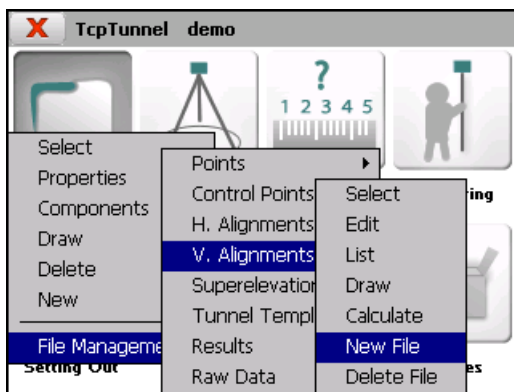 X TcpTunnel demo
?
1 2 3 4 5
Select
Properties
Components
Draw
Delete
New
File Manageme
Points
Control Points
H. Alignments
V. Alignments
Superelevation
Tunnel Templ
Results
Raw Data
Select
Edit
List
Draw
Calculate
New File
Delete File
ing
Setting Out
es